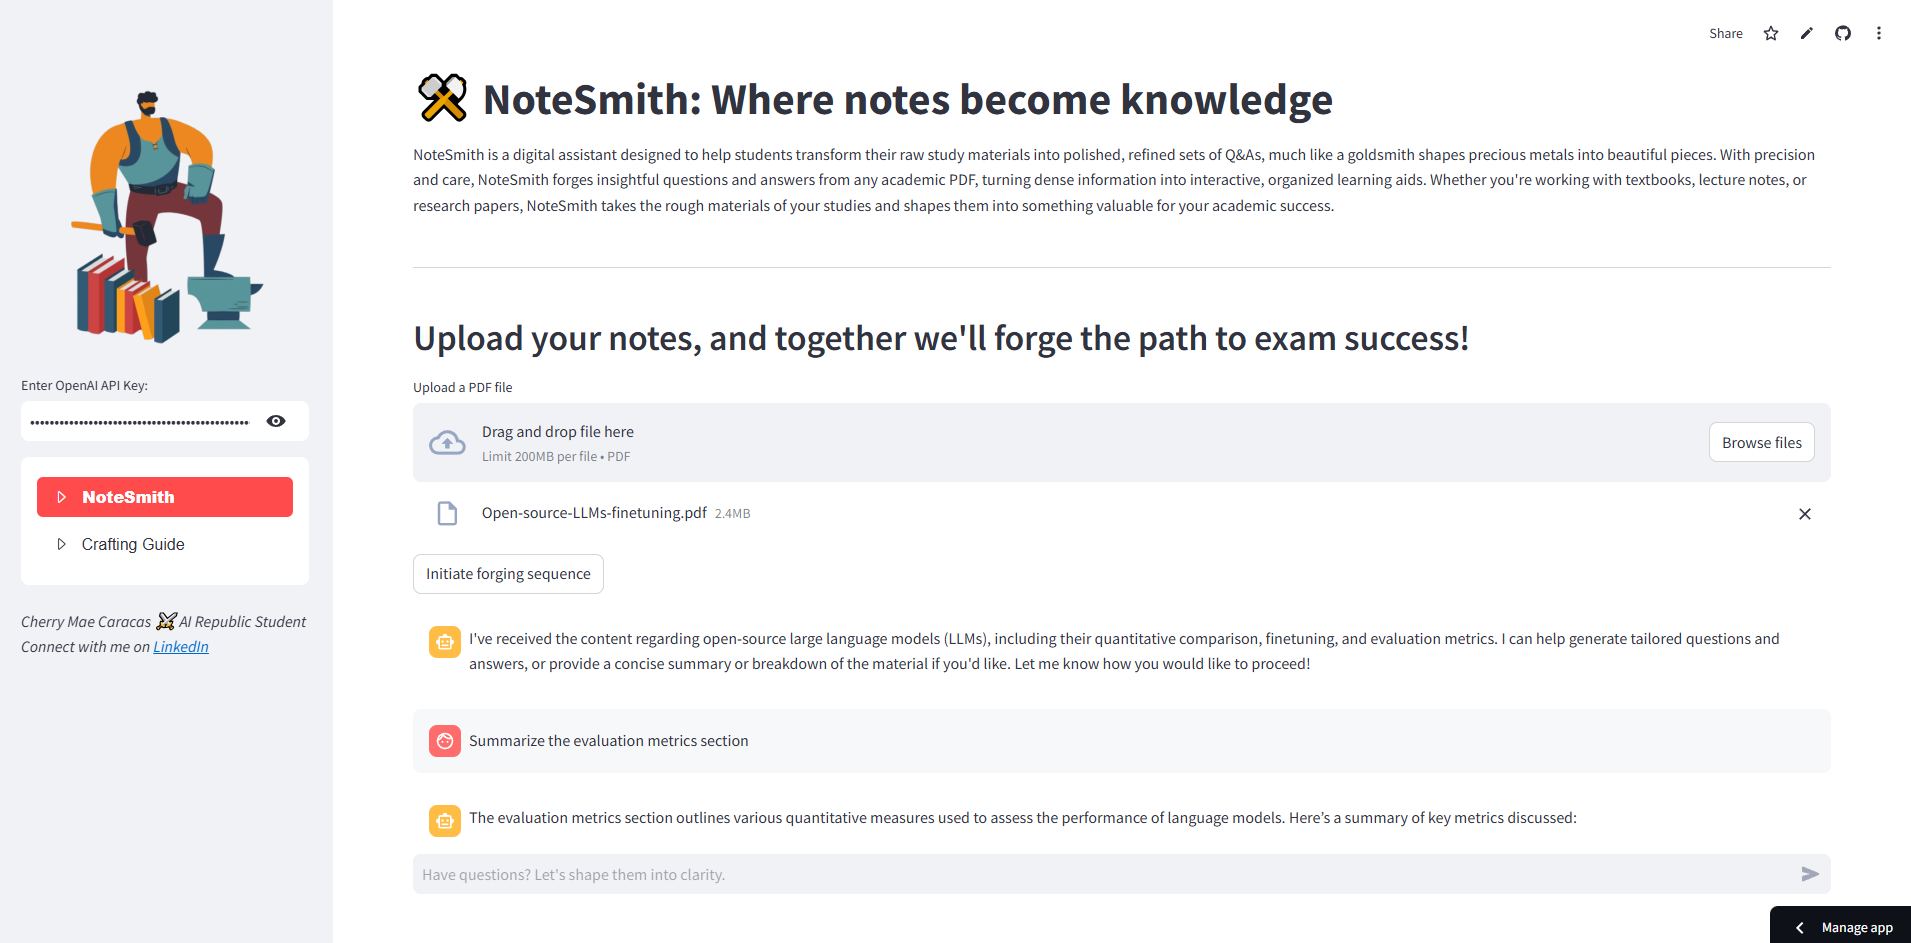 Share
NoteSmith: Where notes become knowledge
NoteSmith is a digital assistant designed to help students transform their raw study materials into polished, refined sets of Q&As, much like a goldsmith shapes precious metals into beautiful pieces. With precision
and care, NoteSmith forges insightful questions and answers from any academic PDF, turning dense information into interactive, organized learning aids. Whether you're working with textbooks, lecture notes, or
research papers, NoteSmith takes the rough materials of your studies and shapes them into something valuable for your academic success.
Enter OpenAI API Key:
••••••••••••••••••••••••••••••••••••••••••••••
NoteSmith
Crafting Guide
Cherry Mae Caracas ⚔️ AI Republic Student
Connect with me on LinkedIn
Upload your notes, and together we'll forge the path to exam success!
Upload a PDF file
Drag and drop file here
Limit 200MB per file • PDF
Browse files
Open-source-LLMs-finetuning.pdf 2.4MB
Initiate forging sequence
I've received the content regarding open-source large language models (LLMs), including their quantitative comparison, finetuning, and evaluation metrics. I can help generate tailored questions and
answers, or provide a concise summary or breakdown of the material if you'd like. Let me know how you would like to proceed!
Summarize the evaluation metrics section
The evaluation metrics section outlines various quantitative measures used to assess the performance of language models. Here’s a summary of key metrics discussed:
Have questions? Let's shape them into clarity.
Manage app